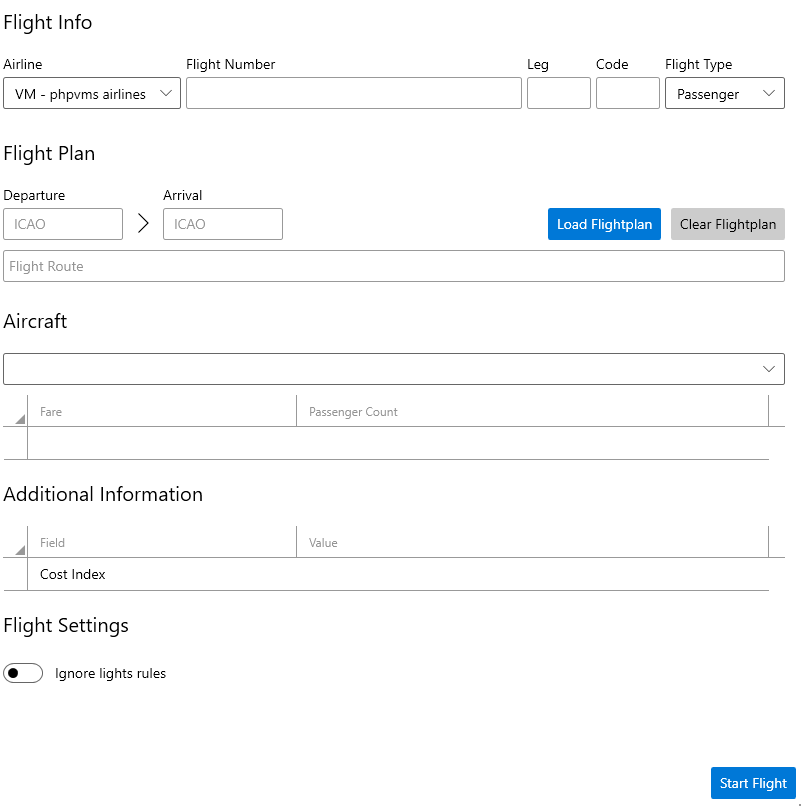 Flight Info
Airline Flight Number Leg Code Flight Type
VM - phpvms airlines Passenger
Flight Plan
Departure Arrival
ICAO ICAO Load Flightplan Clear Flightplan
Flight Route
Aircraft
Fare Passenger Count
Additional Information
Field Value
Cost Index
Flight Settings
Ignore lights rules
Start Flight